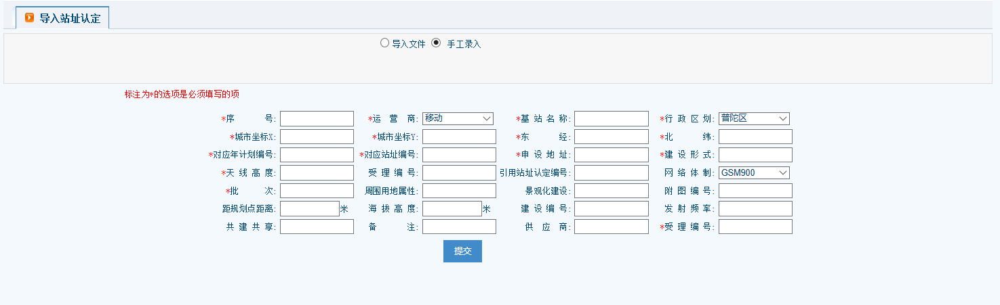 导入站址认定
导入文件 手工录入
标注为*的选项是必须填写的项
*序 号: *运 营 商: 移动 *基 站 名 称: *行 政 区 划: 普陀区
*城市坐标X: *城市坐标Y: *东 经: *北 纬:
*对应年计划编号: *对应站址编号: *申 设 地 址: *建 设 形 式:
*天 线 高 度: 受 理 编 号: 引用站址认定编号: 网 络 体 制: GSM900
*批 次: 周围用地属性: 景观化建设: 附 图 编 号:
距规划点距离: 米 海 拔 高 度: 米 建 设 编 号: 发 射 频 率:
共 建 共 享: 备 注: 供 应 商: *受 理 编 号:
提交